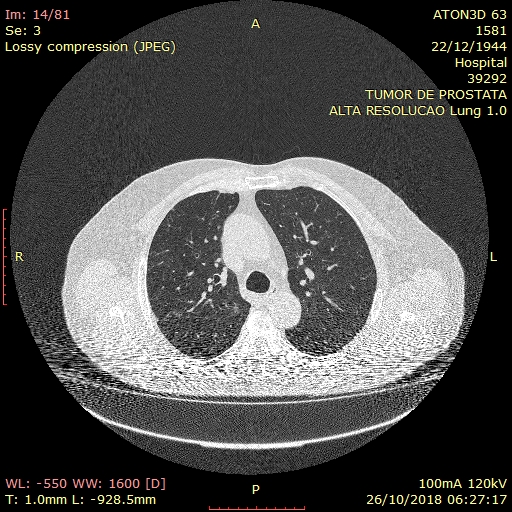 Im: 14/81
Se: 3
Lossy compression (JPEG)
A
ATON3D 63
1581
22/12/1944
Hospital
39292
TUMOR DE PROSTATA
ALTA RESOLUCAO Lung 1.0
R
L
WL: -550 WW: 1600 [D]
T: 1.0mm L: -928.5mm
P
100mA 120kV
26/10/2018 06:27:17